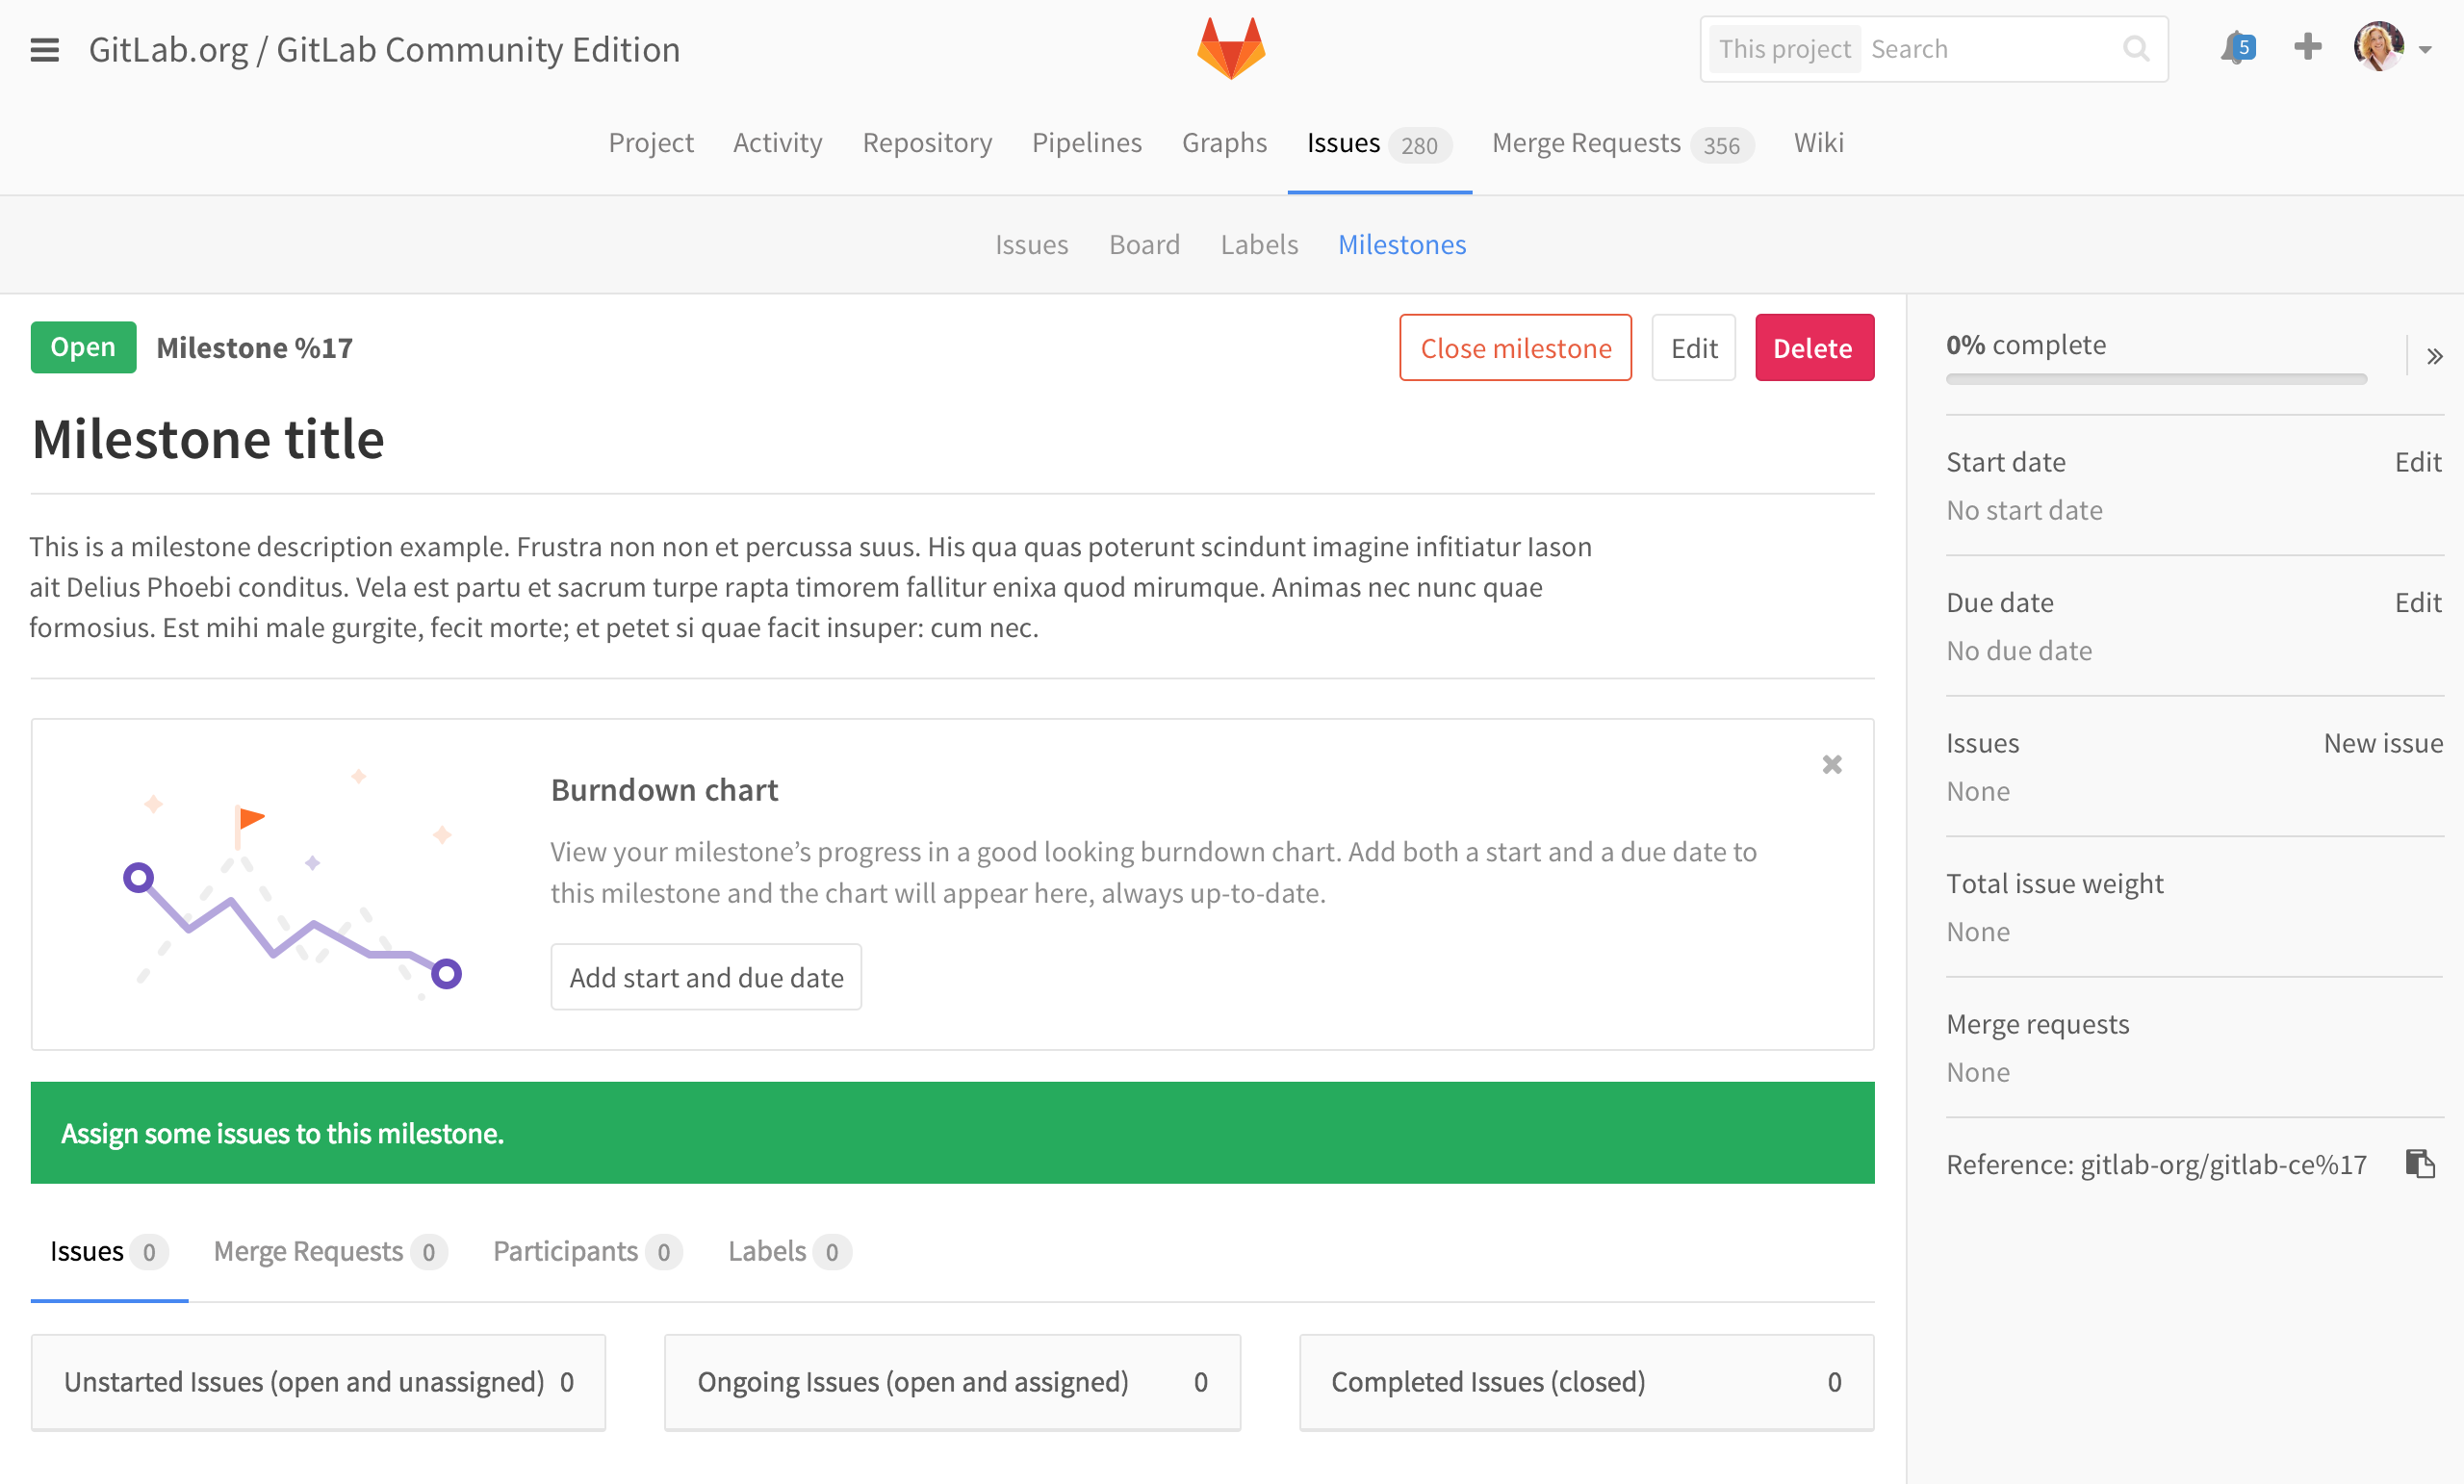 GitLab.org / GitLab Community Edition
This project Search
5
Project Activity Repository Pipelines Graphs Issues 280 Merge Requests 356 Wiki
Issues Board Labels Milestones
Open Milestone %17
Close milestone Edit Delete
Milestone title
This is a milestone description example. Frustra non non et percussa suus. His qua quas poterunt scindunt imagine infitiatur Iason
ait Delius Phoebi conditus. Vela est partu et sacrum turpe rapta timorem fallitur enixa quod mirumque. Animas nec nunc quae
formosius. Est mihi male gurgite, fecit morte; et petet si quae facit insuper: cum nec.
Burndown chart
View your milestone’s progress in a good looking burndown chart. Add both a start and a due date to
this milestone and the chart will appear here, always up-to-date.
Add start and due date
Assign some issues to this milestone.
Issues 0 Merge Requests 0 Participants 0 Labels 0
Unstarted Issues (open and unassigned) 0
Ongoing Issues (open and assigned) 0
Completed Issues (closed) 0
0% complete
Start date Edit
No start date
Due date Edit
No due date
Issues New issue
None
Total issue weight
None
Merge requests
None
Reference: gitlab-org/gitlab-ce%17